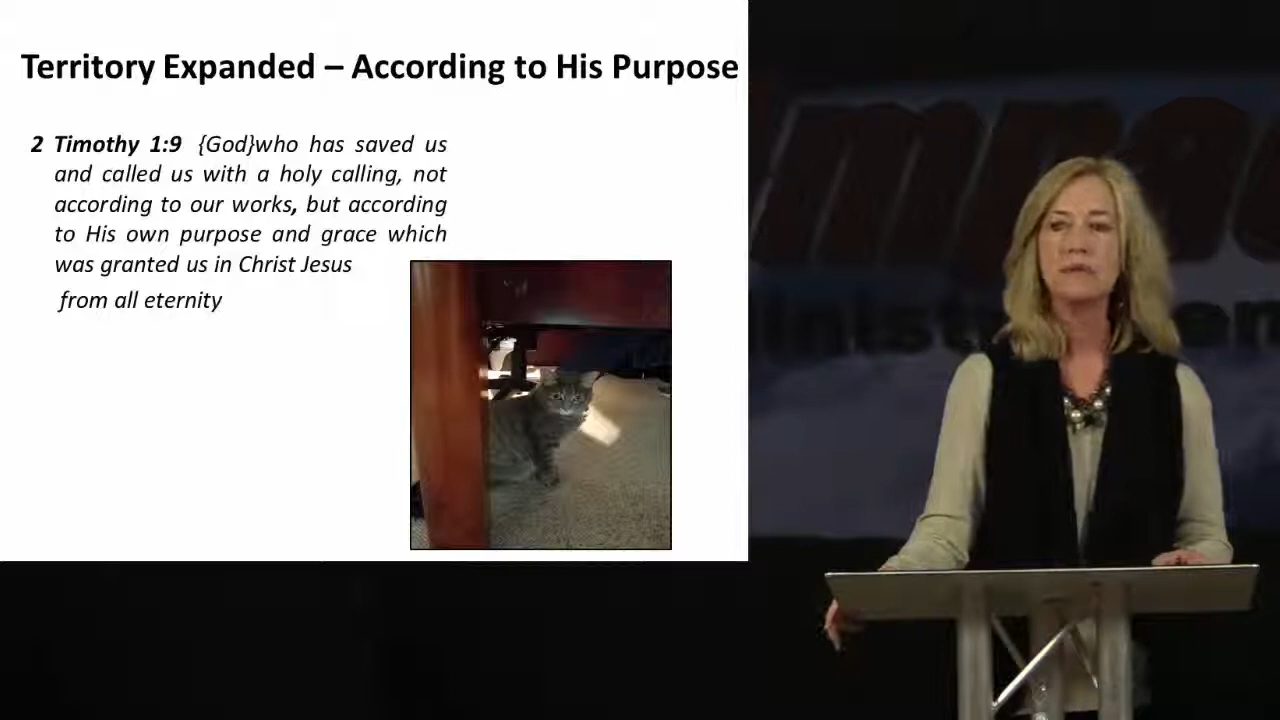 Territory Expanded – According to His Purpose
2 Timothy 1:9 {God}who has saved us
and called us with a holy calling, not
according to our works, but according
to His own purpose and grace which
was granted us in Christ Jesus
from all eternity